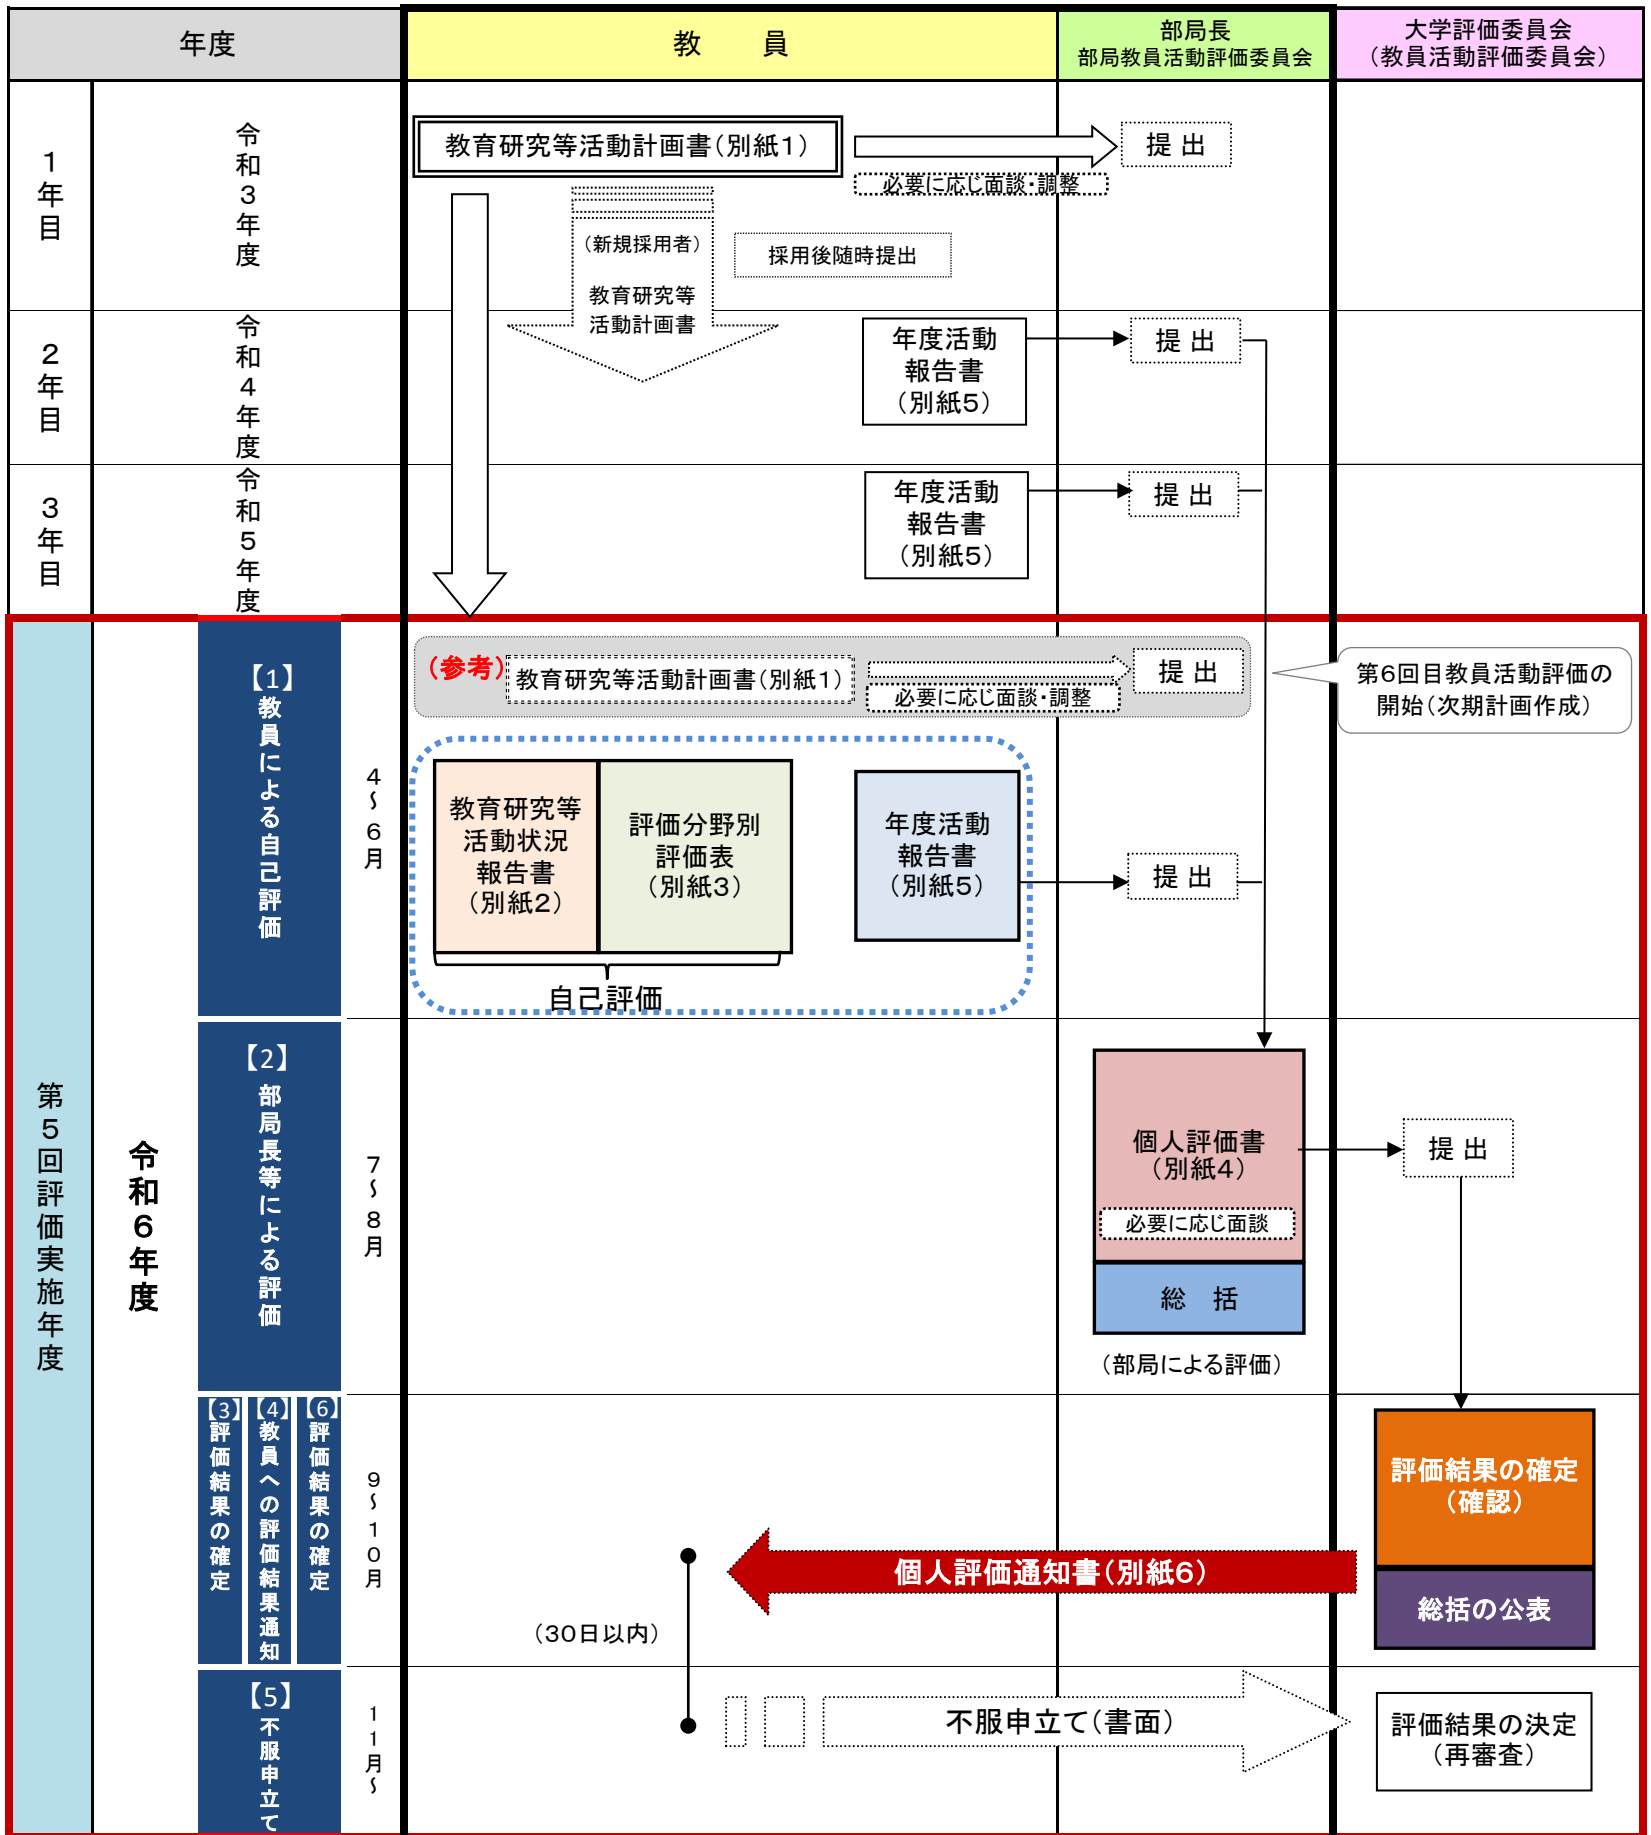 年度
教　　員
部局長
部局教員活動評価委員会
大学評価委員会
（教員活動評価委員会）
１年目
令和３年度
教育研究等活動計画書（別紙１）
提 出
必要に応じ面談・調整
（新規採用者）
教育研究等
活動計画書
採用後随時提出
２年目
令和４年度
年度活動
報告書
（別紙５）
提 出
３年目
令和５年度
年度活動
報告書
（別紙５）
提 出
第５回評価実施年度
令和６年度
【1】
教員による自己評価
４～６月
（参考）
教育研究等活動計画書（別紙１）
必要に応じ面談・調整
提 出
第６回目教員活動評価の
開始（次期計画作成）
教育研究等
活動状況
報告書
（別紙２）
評価分野別
評価表
（別紙３）
年度活動
報告書
（別紙５）
提 出
自己評価
【2】
部局長等による評価
７～８月
個人評価書
（別紙４）
必要に応じ面談
総　括
（部局による評価）
提 出
【3】
評価結果の確定
【4】
教員への評価結果通知
【6】
評価結果の確定
９～１０月
評価結果の確定
（確認）
総括の公表
個人評価通知書（別紙６）
（30日以内）
【5】
不服申立て
１１月～
不服申立て（書面）
評価結果の決定
（再審査）